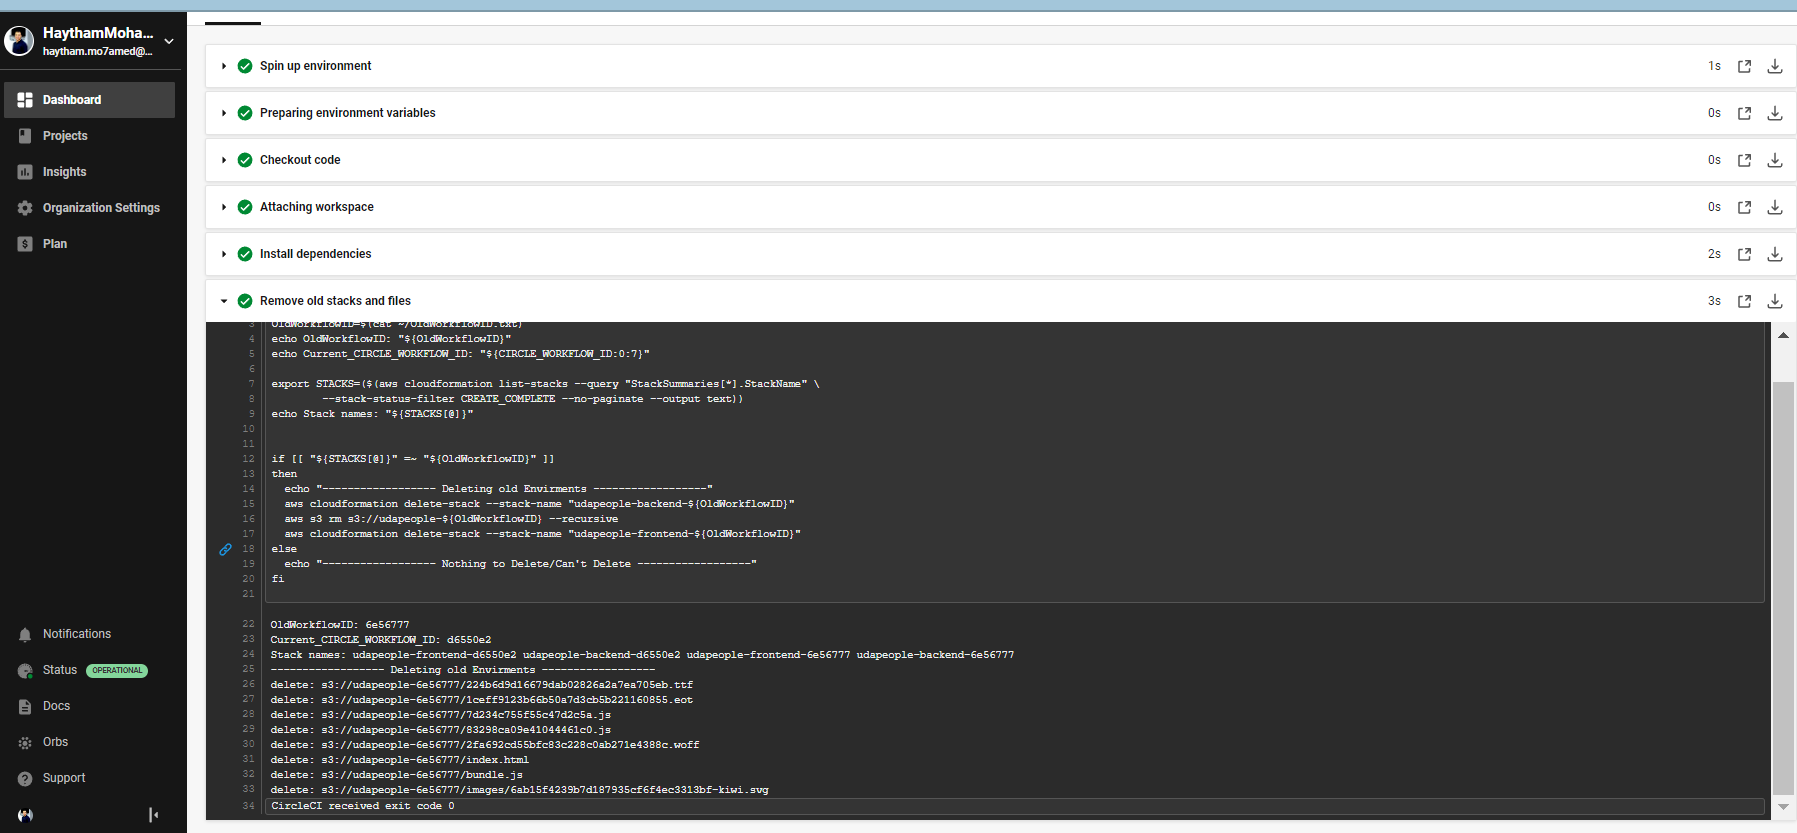 HaythamMoha...
haytham.mo7amed@...
Dashboard
Projects
Insights
Organization Settings
Plan
Notifications
Status OPERATIONAL
Docs
Orbs
Support
Spin up environment 1s
Preparing environment variables 0s
Checkout code 0s
Attaching workspace 0s
Install dependencies 2s
Remove old stacks and files 3s
3 OldWorkflowID=$(cat ~/OldWorkflowID.txt)
4 echo OldWorkflowID: "${OldWorkflowID}"
5 echo Current_CIRCLE_WORKFLOW_ID: "${CIRCLE_WORKFLOW_ID:0:7}"
6
7 export STACKS=($(aws cloudformation list-stacks --query "StackSummaries[*].StackName" \
8 --stack-status-filter CREATE_COMPLETE --no-paginate --output text))
9 echo Stack names: "${STACKS[@]}"
10
11
12 if [[ "${STACKS[@]}" =~ "${OldWorkflowID}" ]]
13 then
14 echo "------------------ Deleting old Envirments ------------------"
15 aws cloudformation delete-stack --stack-name "udapeople-backend-${OldWorkflowID}"
16 aws s3 rm s3://udapeople-${OldWorkflowID} --recursive
17 aws cloudformation delete-stack --stack-name "udapeople-frontend-${OldWorkflowID}"
18 else
19 echo "------------------ Nothing to Delete/Can't Delete ------------------"
20 fi
21
22 OldWorkflowID: 6e56777
23 Current_CIRCLE_WORKFLOW_ID: d6550e2
24 Stack names: udapeople-frontend-d6550e2 udapeople-backend-d6550e2 udapeople-frontend-6e56777 udapeople-backend-6e56777
25 ------------------ Deleting old Envirments ------------------
26 delete: s3://udapeople-6e56777/224b6d9d16679dab02826a2a7ea705eb.ttf
27 delete: s3://udapeople-6e56777/1ceff9123b66b50a7d3cb5b221160855.eot
28 delete: s3://udapeople-6e56777/7d234c755f55c47d2c5a.js
29 delete: s3://udapeople-6e56777/83298ca09e41044461c0.js
30 delete: s3://udapeople-6e56777/2fa692cd55bfc83c228c0ab271e4388c.woff
31 delete: s3://udapeople-6e56777/index.html
32 delete: s3://udapeople-6e56777/bundle.js
33 delete: s3://udapeople-6e56777/images/6ab15f4239b7d187935cf6f4ec3313bf-kiwi.svg
34 CircleCI received exit code 0